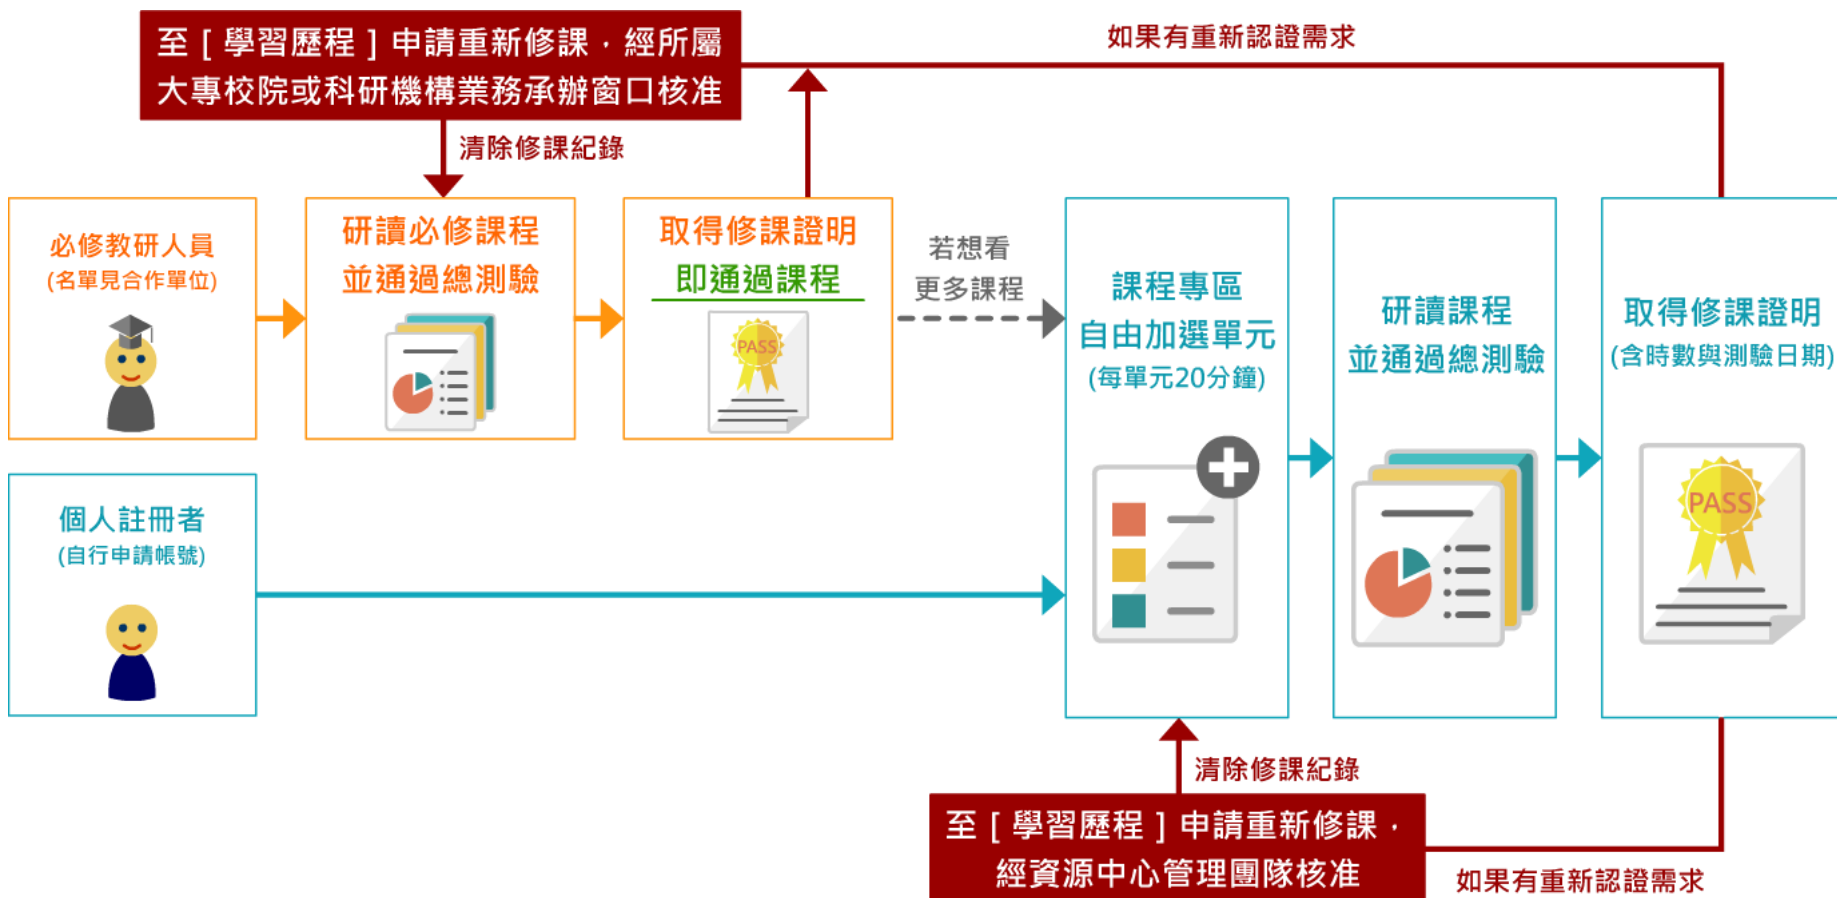 至 [ 學習歷程 ] 申請重新修課，經所屬
大專校院或科研機構業務承辦窗口核准
如果有重新認證需求
清除修課紀錄
必修教研人員
(名單見合作單位)
研讀必修課程
並通過總測驗
取得修課證明
即通過課程
PASS
若想看
更多課程
課程專區
自由加選單元
(每單元20分鐘)
研讀課程
並通過總測驗
取得修課證明
(含時數與測驗日期)
PASS
個人註冊者
(自行申請帳號)
清除修課紀錄
至 [ 學習歷程 ] 申請重新修課，
經資源中心管理團隊核准
如果有重新認證需求